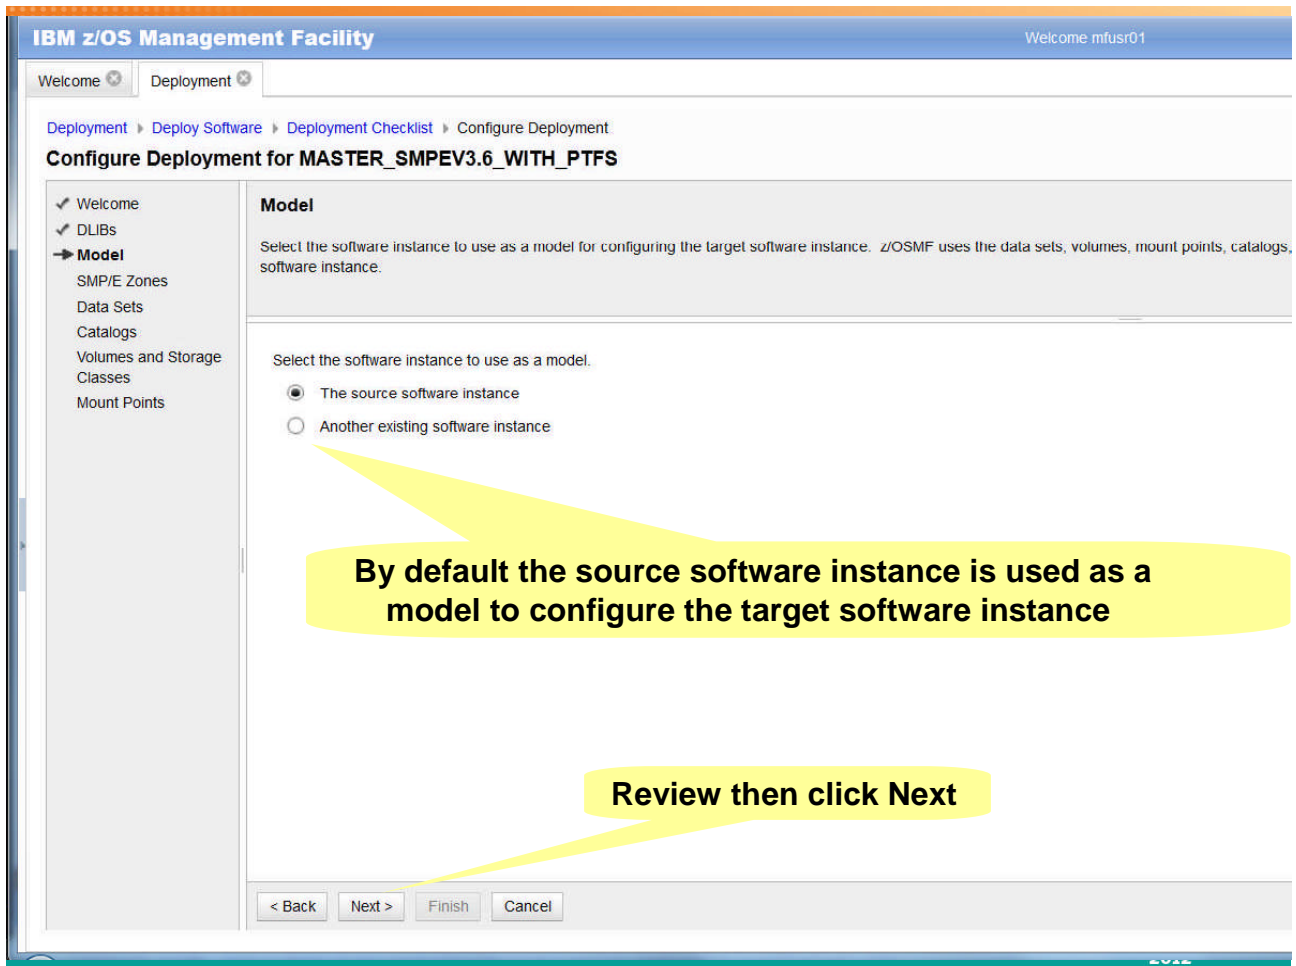 IBM z/OS Management Facility
Welcome mfusr01
Welcome
Deployment
Deployment Deploy Software Deployment Checklist Configure Deployment
Configure Deployment for MASTER_SMPEV3.6_WITH_PTFS
Welcome
DLIBs
Model
SMP/E Zones
Data Sets
Catalogs
Volumes and Storage
Classes
Mount Points
Model
Select the software instance to use as a model for configuring the target software instance. z/OSMF uses the data sets, volumes, mount points, catalogs,
software instance.
Select the software instance to use as a model.
The source software instance
Another existing software instance
By default the source software instance is used as a
model to configure the target software instance
Review then click Next
< Back
Next >
Finish
Cancel
2012